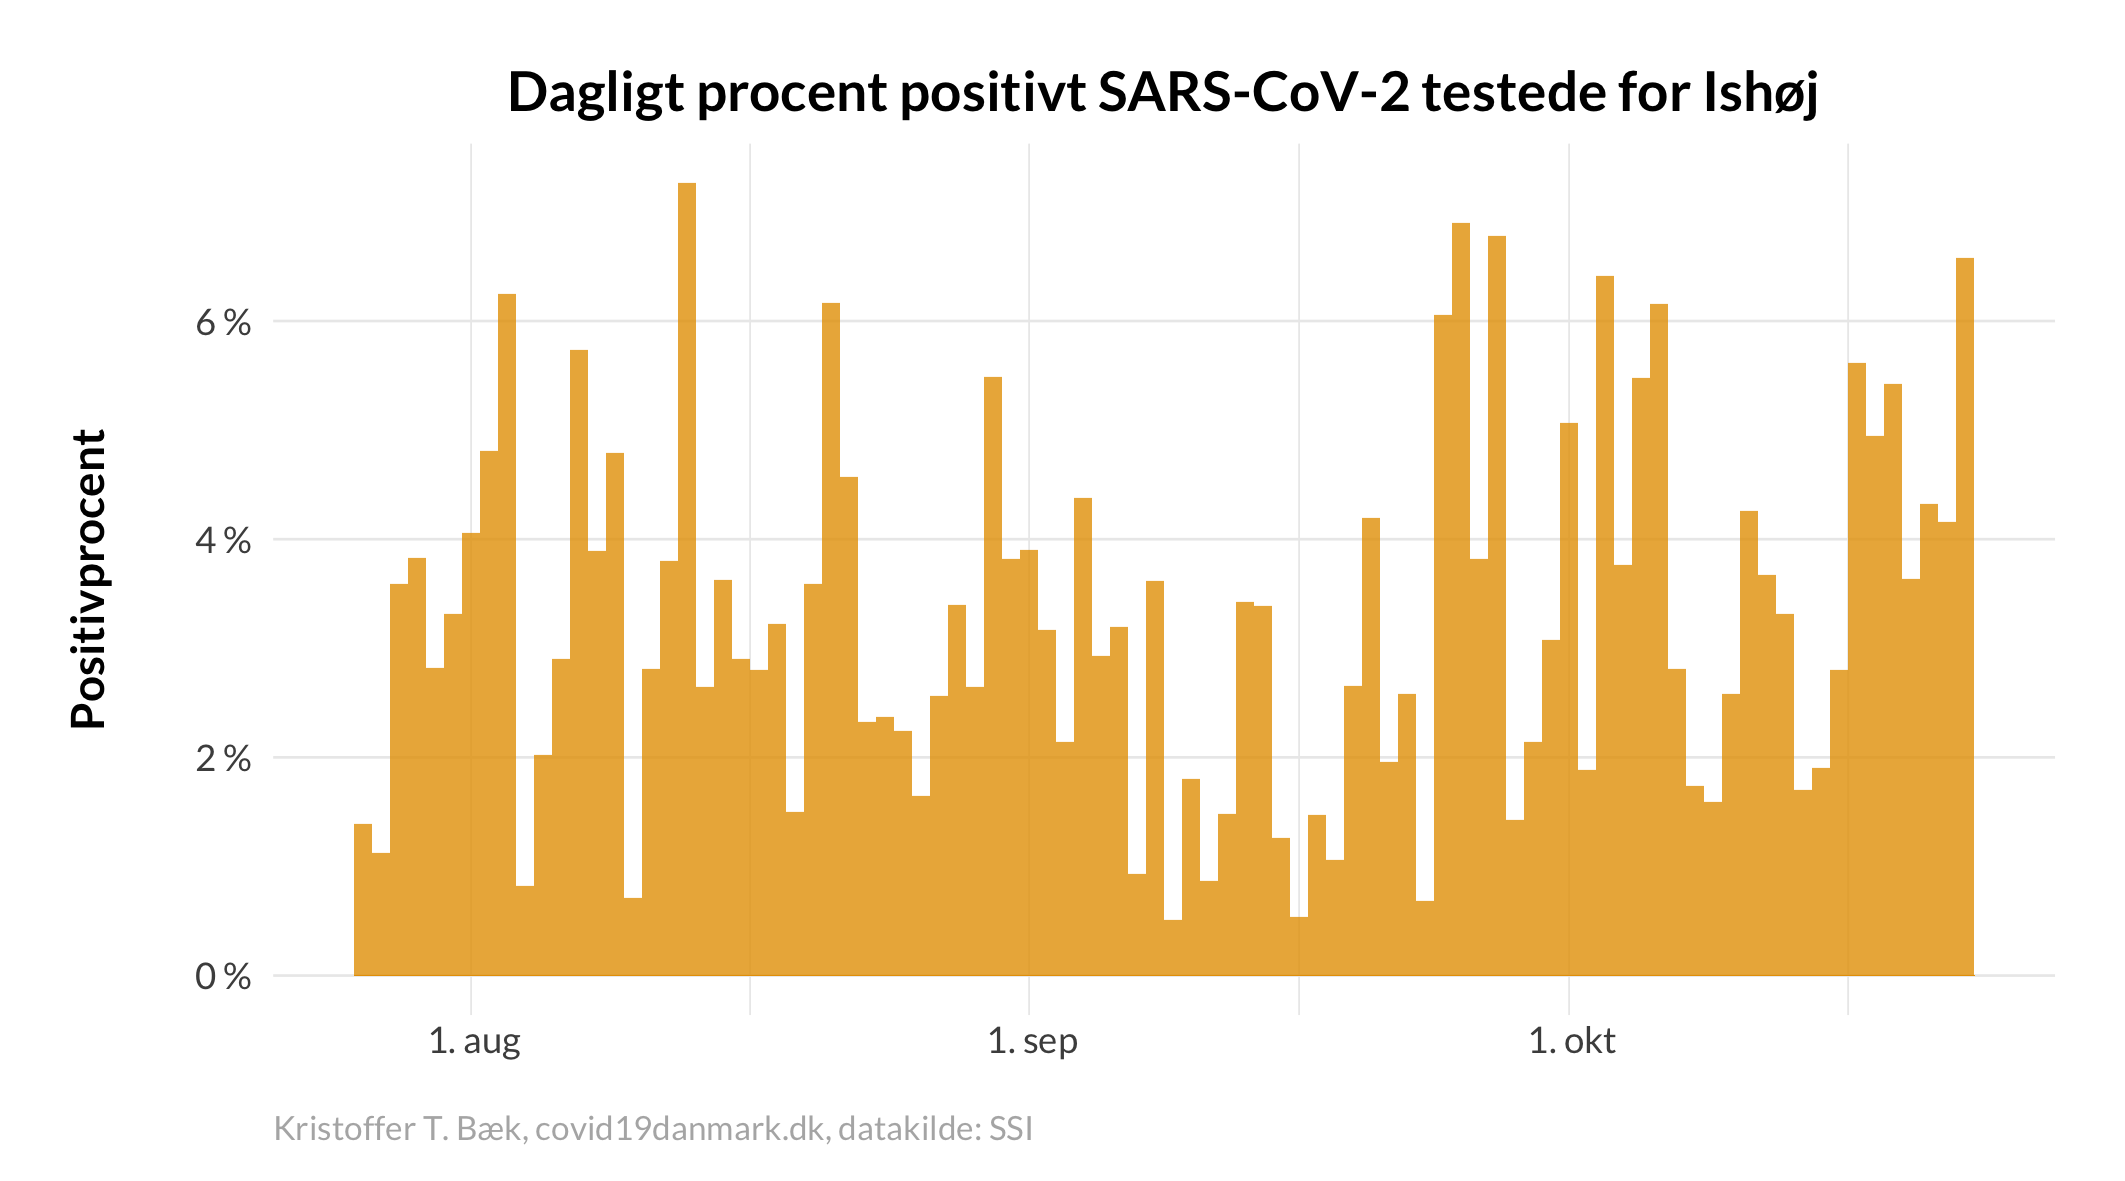 Dagligt procent positivt SARS-CoV-2 testede for Ishøj
Positivprocent
6 %
4 %
2 %
0 %
1. aug
1. sep
1. okt
Kristoffer T. Bæk, covid19danmark.dk, datakilde: SSI